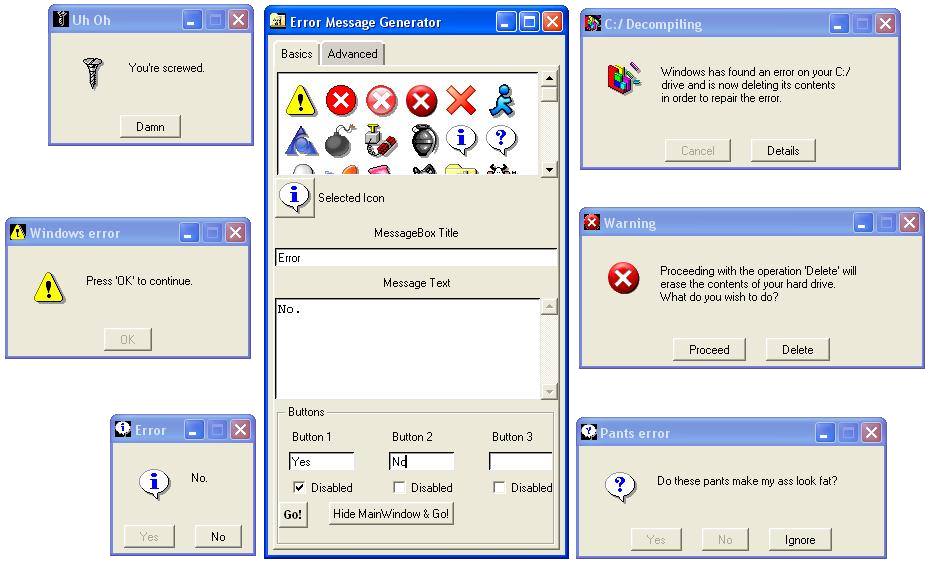 Uh Oh
You're screwed.
Damn
Windows error
Press 'OK' to continue.
OK
Error
No.
Yes
No
Error Message Generator
Basics
Advanced
Selected Icon
MessageBox Title
Error
Message Text
No.
Buttons
Button 1
Button 2
Button 3
Yes
No
Disabled
Disabled
Disabled
Go!
Hide MainWindow & Go!
C:/ Decompiling
Windows has found an error on your C:/
drive and is now deleting its contents
in order to repair the error.
Cancel
Details
Warning
Proceeding with the operation 'Delete' will
erase the contents of your hard drive.
What do you wish to do?
Proceed
Delete
Pants error
Do these pants make my ass look fat?
Yes
No
Ignore